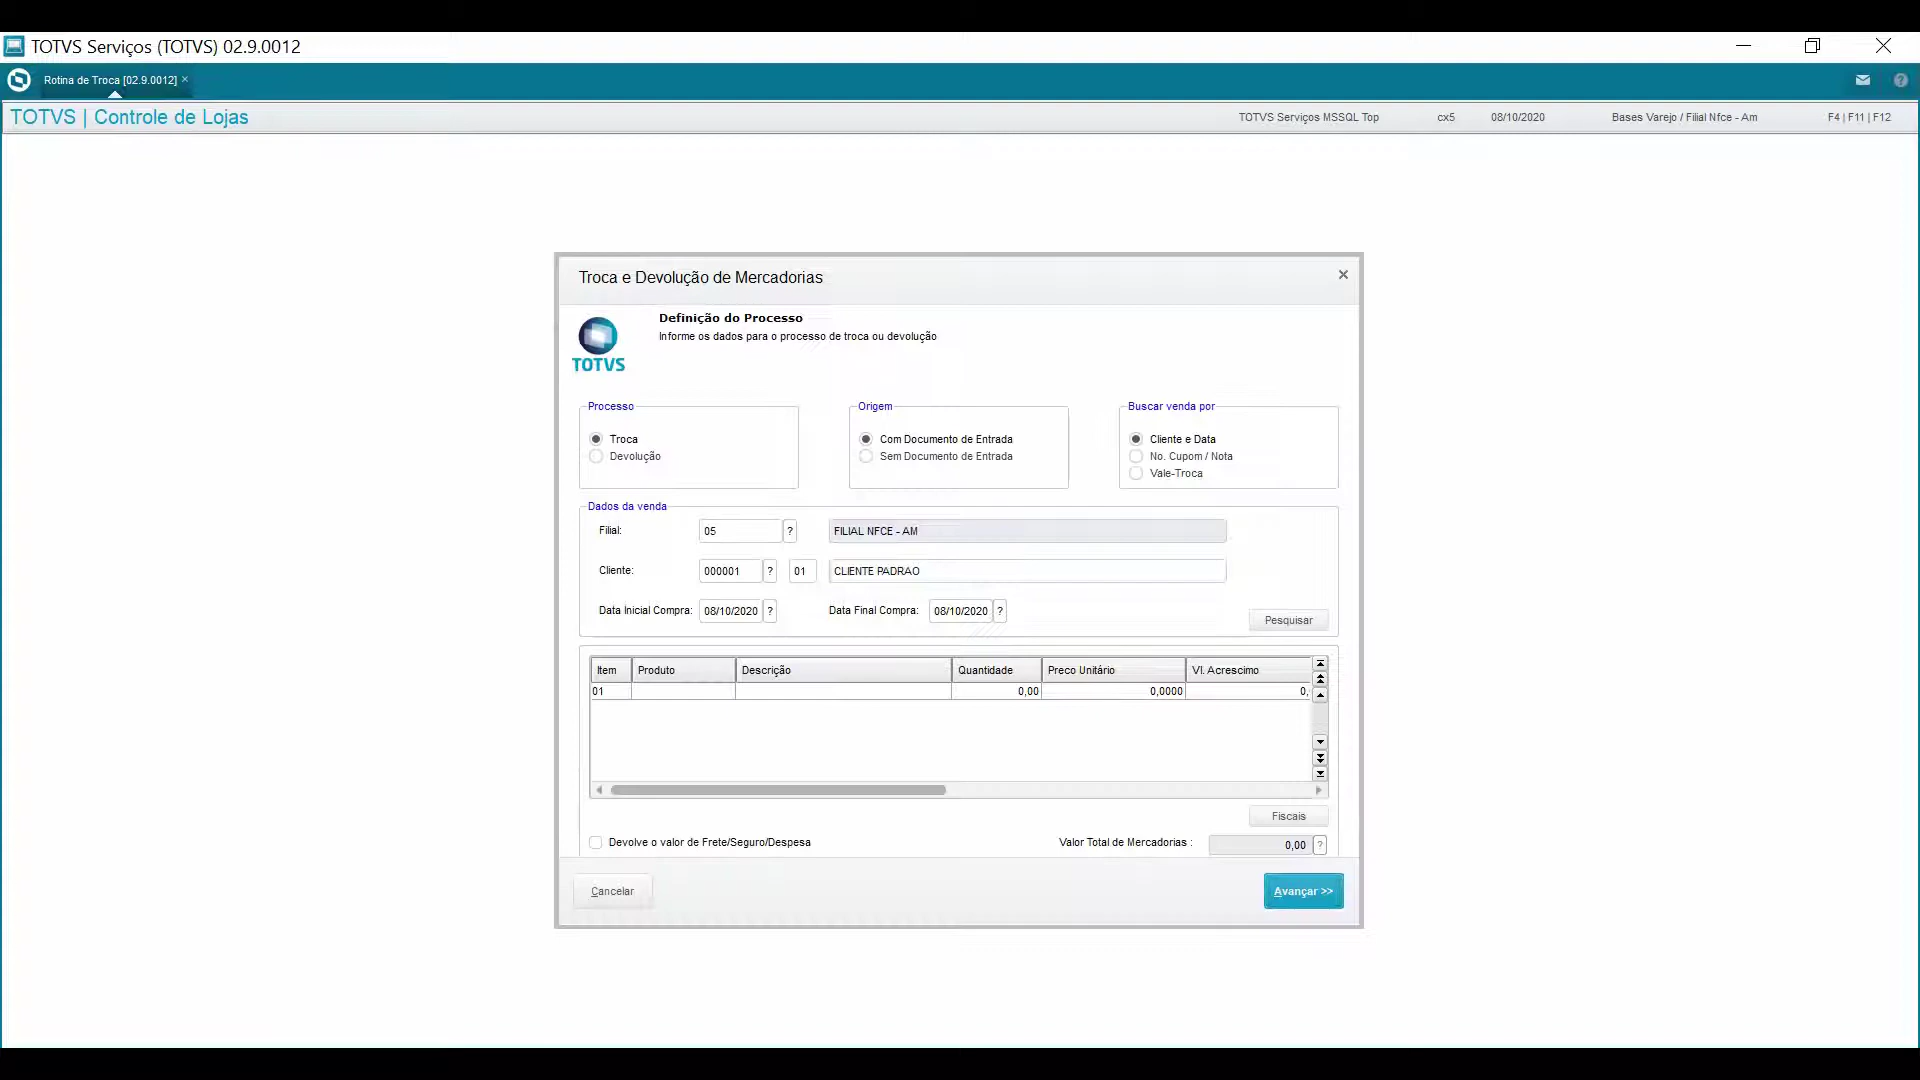 TOTVS Serviços (TOTVS) 02.9.0012
Rotina de Troca [02.9.0012]
TOTVS | Controle de Lojas
TOTVS Serviços MSSQL Top
cx5
08/10/2020
Bases Varejo / Filial Nfce - Am
F4 | F11 | F12
Troca e Devolução de Mercadorias
Definição do Processo
Informe os dados para o processo de troca ou devolução
TOTVS
Processo
Troca
Devolução
Origem
Com Documento de Entrada
Sem Documento de Entrada
Buscar venda por
Cliente e Data
No. Cupom / Nota
Vale-Troca
Dados da venda
Filial: 05 ? FILIAL NFCE - AM
Cliente: 000001 ? 01 CLIENTE PADRAO
Data Inicial Compra: 08/10/2020 ? Data Final Compra: 08/10/2020 ?
Pesquisar
Item Produto Descrição Quantidade Preco Unitário Vl. Acrescimo
01 0,00 0,0000 0,
Fiscais
Devolve o valor de Frete/Seguro/Despesa
Valor Total de Mercadorias : 0,00 ?
Cancelar
Avançar >>